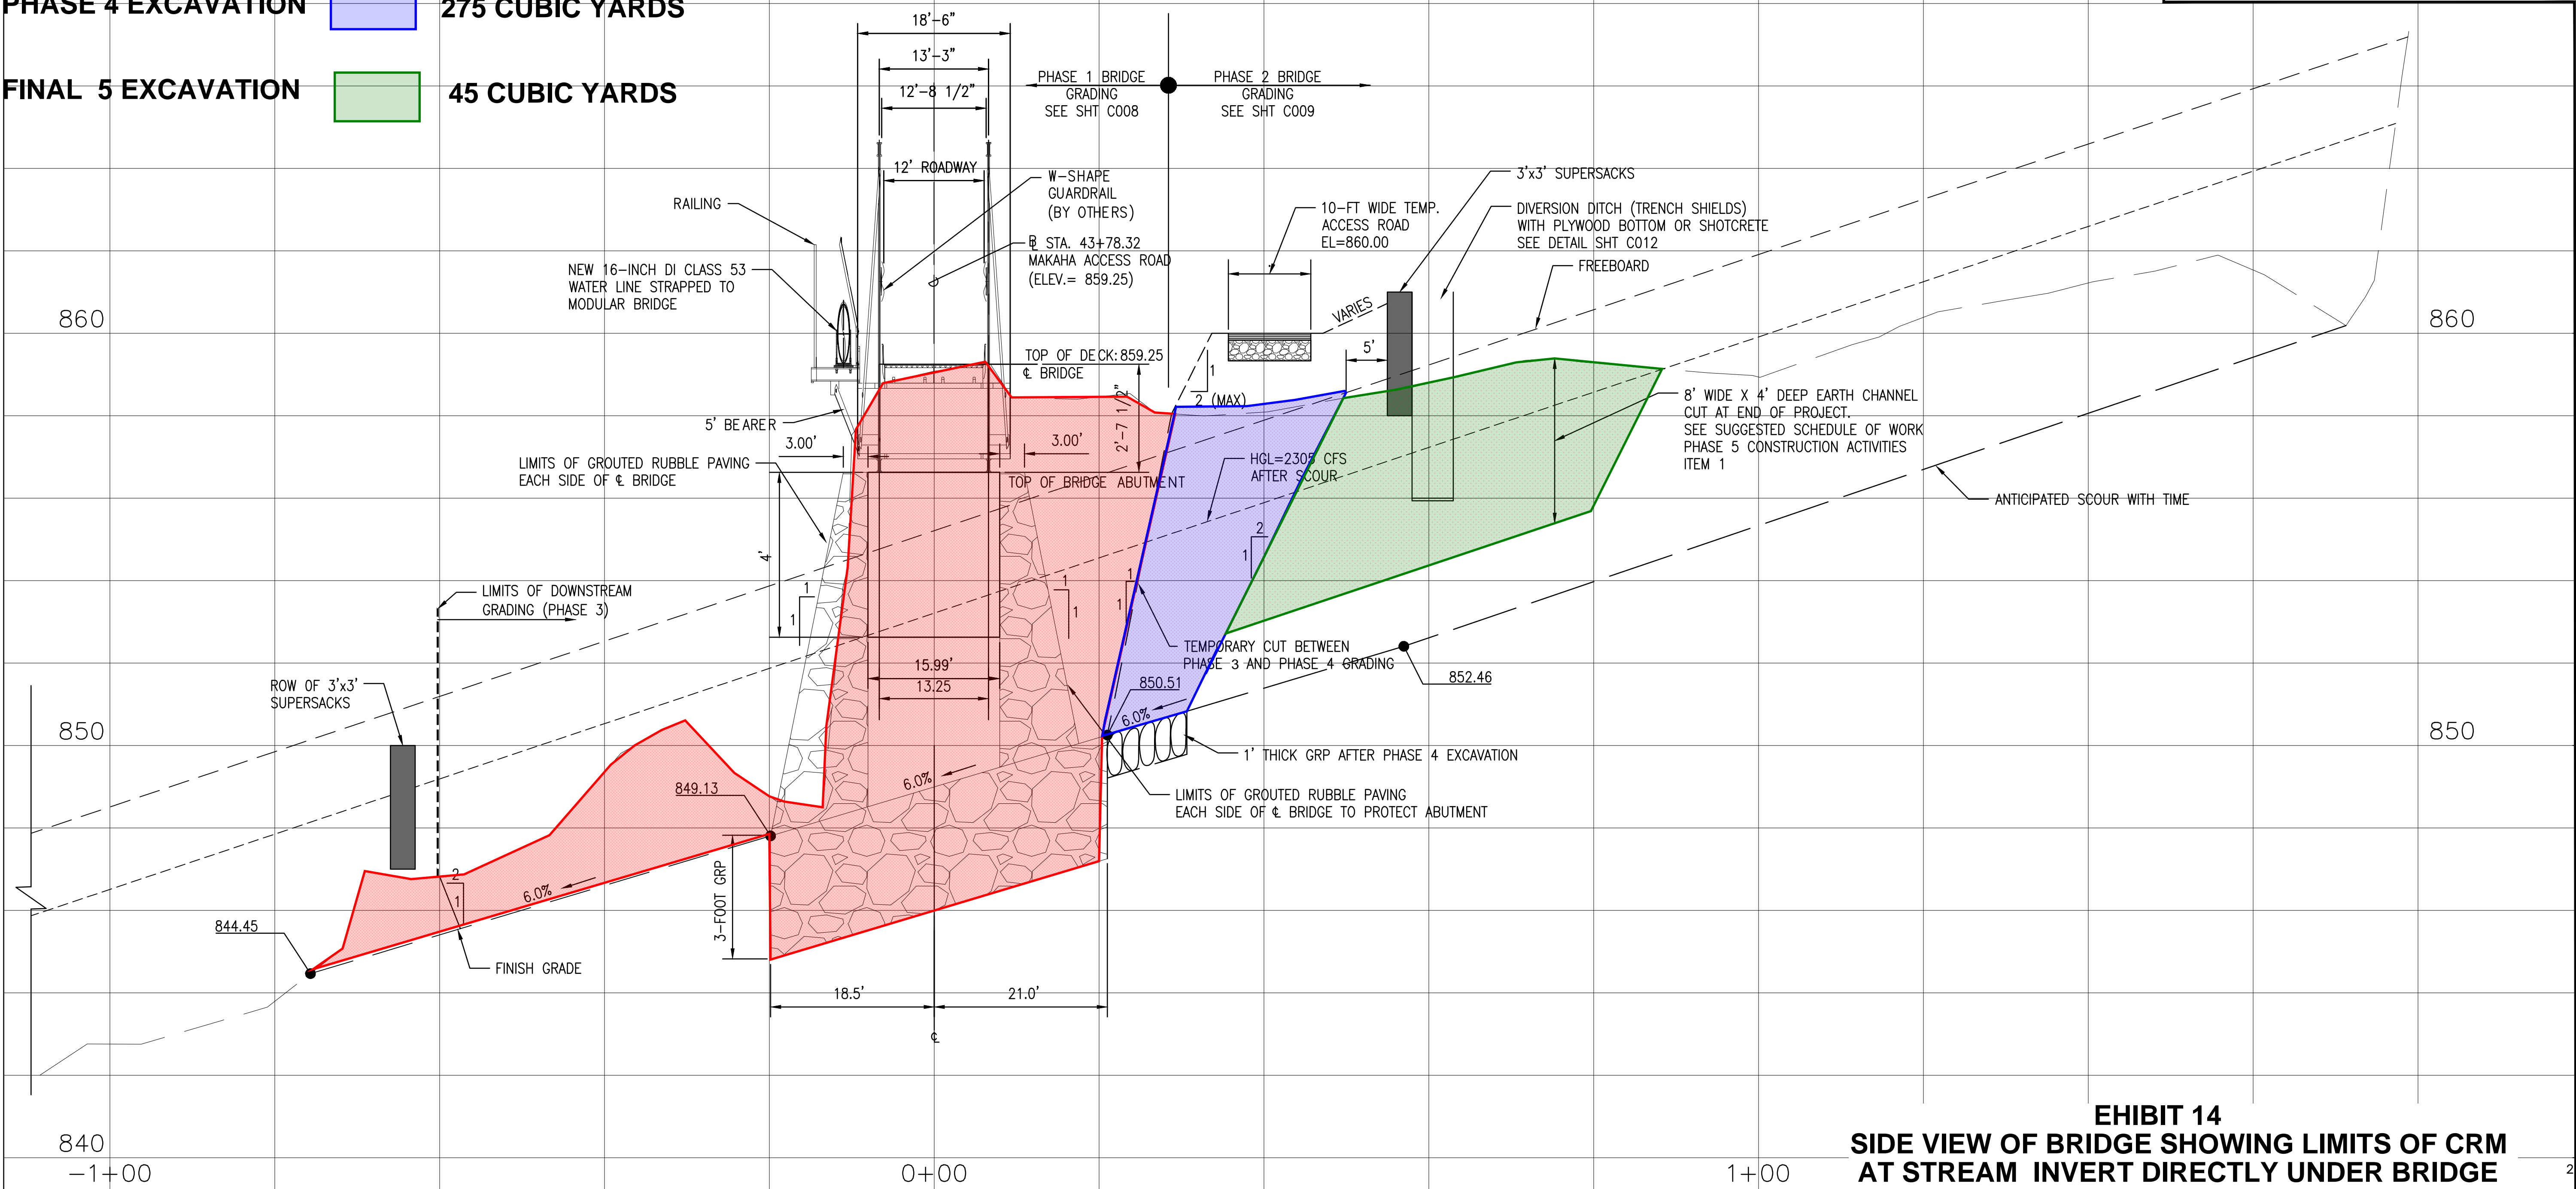 PHASE 4 EXCAVATION
275 CUBIC YARDS
FINAL 5 EXCAVATION
45 CUBIC YARDS
18'-6"
13'-3"
12'-8 1/2"
12' ROADWAY
PHASE 1 BRIDGE
GRADING
SEE SHT C008
PHASE 2 BRIDGE
GRADING
SEE SHT C009
RAILING
W-SHAPE
GUARDRAIL
(BY OTHERS)
NEW 16-INCH DI CLASS 53
WATER LINE STRAPPED TO
MODULAR BRIDGE
STA. 43+78.32
MAKAHA ACCESS ROAD
(ELEV.= 859.25)
10-FT WIDE TEMP.
ACCESS ROAD
EL=860.00
3'x3' SUPERSACKS
DIVERSION DITCH (TRENCH SHIELDS)
WITH PLYWOOD BOTTOM OR SHOTCRETE
SEE DETAIL SHT C012
FREEBOARD
VARIES
5'
860
860
TOP OF DECK: 859.25
℄ BRIDGE
1
2 (MAX)
2'-7 1/2"
5' BEARER
3.00'
3.00'
LIMITS OF GROUTED RUBBLE PAVING
EACH SIDE OF ℄ BRIDGE
TOP OF BRIDGE ABUTMENT
HGL=2305 CFS
AFTER SCOUR
8' WIDE X 4' DEEP EARTH CHANNEL
CUT AT END OF PROJECT.
SEE SUGGESTED SCHEDULE OF WORK
PHASE 5 CONSTRUCTION ACTIVITIES
ITEM 1
ANTICIPATED SCOUR WITH TIME
4'
2
1
1
1
1
1
1
1
LIMITS OF DOWNSTREAM
GRADING (PHASE 3)
TEMPORARY CUT BETWEEN
PHASE 3 AND PHASE 4 GRADING
15.99'
13.25
850.51
852.46
ROW OF 3'x3'
SUPERSACKS
6.0%
850
850
1' THICK GRP AFTER PHASE 4 EXCAVATION
849.13
6.0%
LIMITS OF GROUTED RUBBLE PAVING
EACH SIDE OF ℄ BRIDGE TO PROTECT ABUTMENT
3-FOOT GRP
2
1
6.0%
844.45
FINISH GRADE
18.5'
21.0'
℄
840
-1+00
0+00
1+00
EHIBIT 14
SIDE VIEW OF BRIDGE SHOWING LIMITS OF CRM
AT STREAM INVERT DIRECTLY UNDER BRIDGE
2